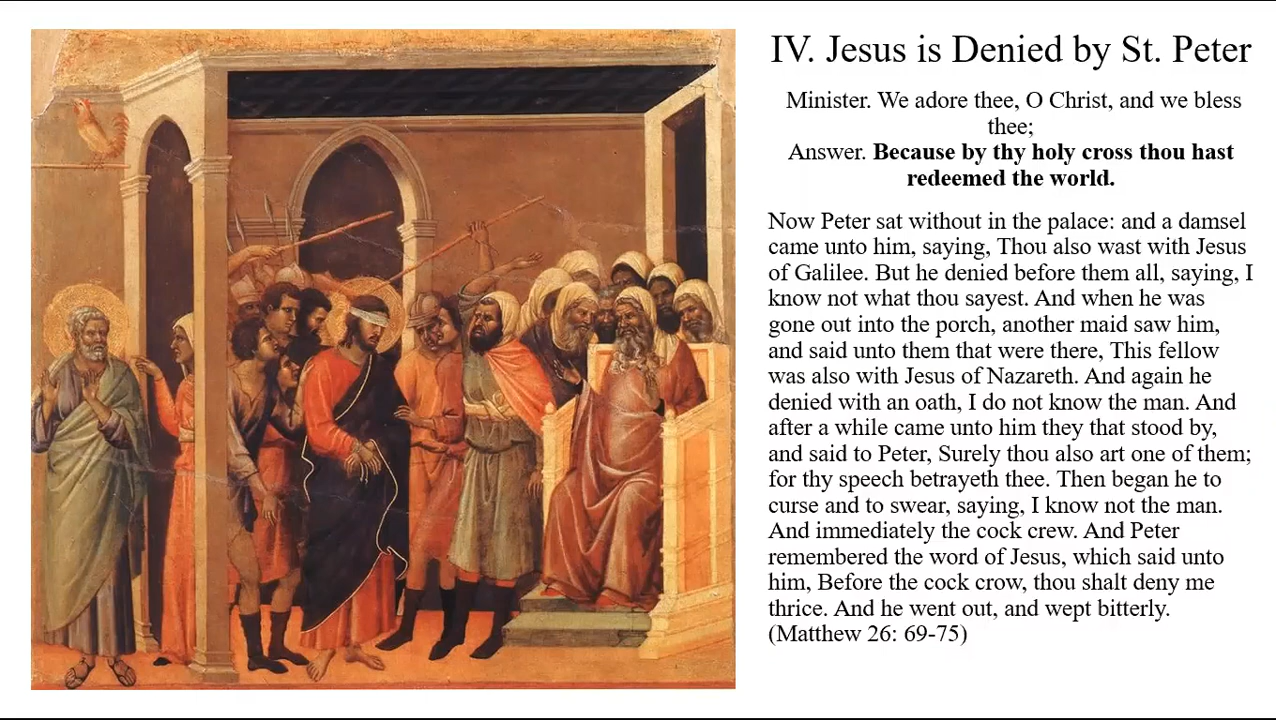 IV. Jesus is Denied by St. Peter
Minister. We adore thee, O Christ, and we bless
thee;
Answer. Because by thy holy cross thou hast
redeemed the world.
Now Peter sat without in the palace: and a damsel
came unto him, saying, Thou also wast with Jesus
of Galilee. But he denied before them all, saying, I
know not what thou sayest. And when he was
gone out into the porch, another maid saw him,
and said unto them that were there, This fellow
was also with Jesus of Nazareth. And again he
denied with an oath, I do not know the man. And
after a while came unto him they that stood by,
and said to Peter, Surely thou also art one of them;
for thy speech betrayeth thee. Then began he to
curse and to swear, saying, I know not the man.
And immediately the cock crew. And Peter
remembered the word of Jesus, which said unto
him, Before the cock crow, thou shalt deny me
thrice. And he went out, and wept bitterly.
(Matthew 26: 69-75)